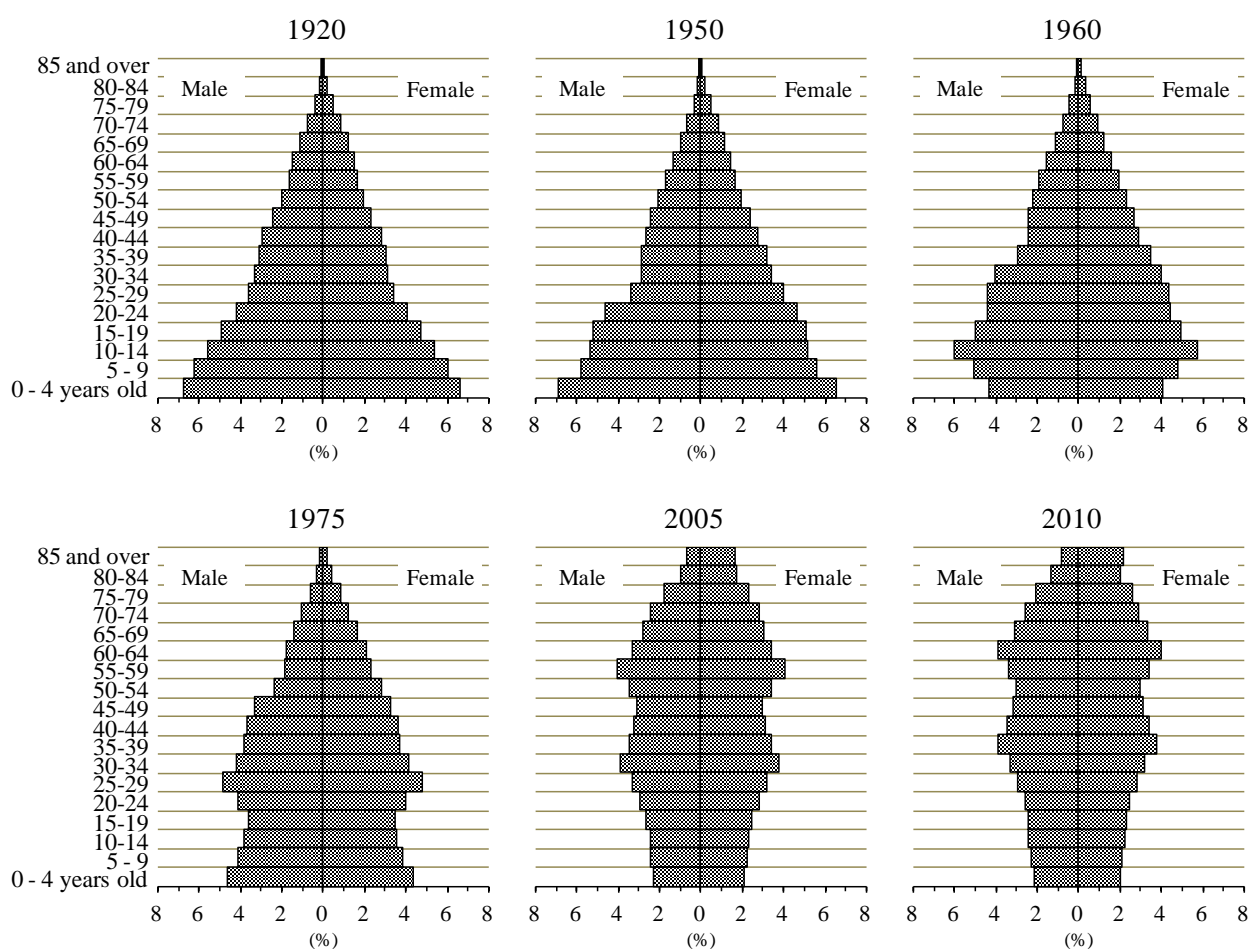 1920
1950
1960
85 and over
80-84
75-79
70-74
65-69
60-64
55-59
50-54
45-49
40-44
35-39
30-34
25-29
20-24
15-19
10-14
5 - 9
0 - 4 years old
Male
Female
Male
Female
Male
Female
8 6 4 2 0 2 4 6 8
8 6 4 2 0 2 4 6 8
8 6 4 2 0 2 4 6 8
(%)
(%)
(%)
1975
2005
2010
85 and over
80-84
75-79
70-74
65-69
60-64
55-59
50-54
45-49
40-44
35-39
30-34
25-29
20-24
15-19
10-14
5 - 9
0 - 4 years old
Male
Female
Male
Female
Male
Female
8 6 4 2 0 2 4 6 8
8 6 4 2 0 2 4 6 8
8 6 4 2 0 2 4 6 8
(%)
(%)
(%)